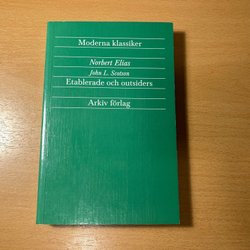 Moderna klassiker
Norbert Elias
John L. Scotson
Etablerade och outsiders
Arkiv förlag